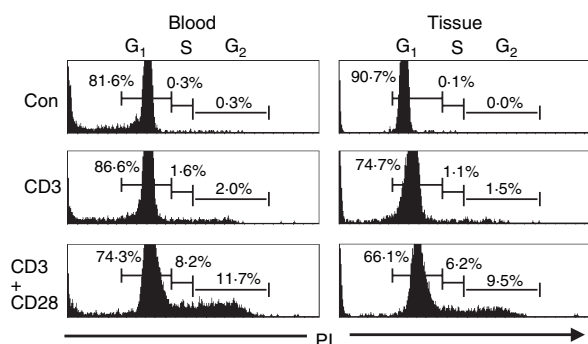 Blood Tissue
G1 S G2 G1 S G2
Con 81·6% 0·3% 0·3% 90·7% 0·1% 0·0%
CD3 86·6% 1·6% 2·0% 74·7% 1·1% 1·5%
CD3 + CD28 74·3% 8·2% 11·7% 66·1% 6·2% 9·5%
PI